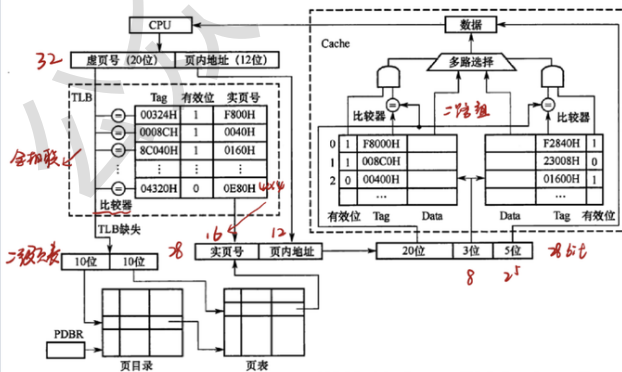 CPU
数据
Cache
32
虚页号（20位）
页内地址（12位）
多路选择
TLB
Tag
有效位
实页号
比较器
二路组
比较器
00324H
1
F800H
0008CH
1
0040H
8C040H
1
0160H
04320H
0
0E80H
全相联
4x4
比较器
0
1
F8000H
F2840H
1
1
1
008C0H
23008H
0
2
0
00400H
01600H
1
...
...
有效位
Tag
Data
Data
Tag
有效位
TLB缺失
16
12
二级页表
10位
10位
28
实页号
页内地址
20位
3位
5位
28bit
8
2⁵
PDBR
页目录
页表